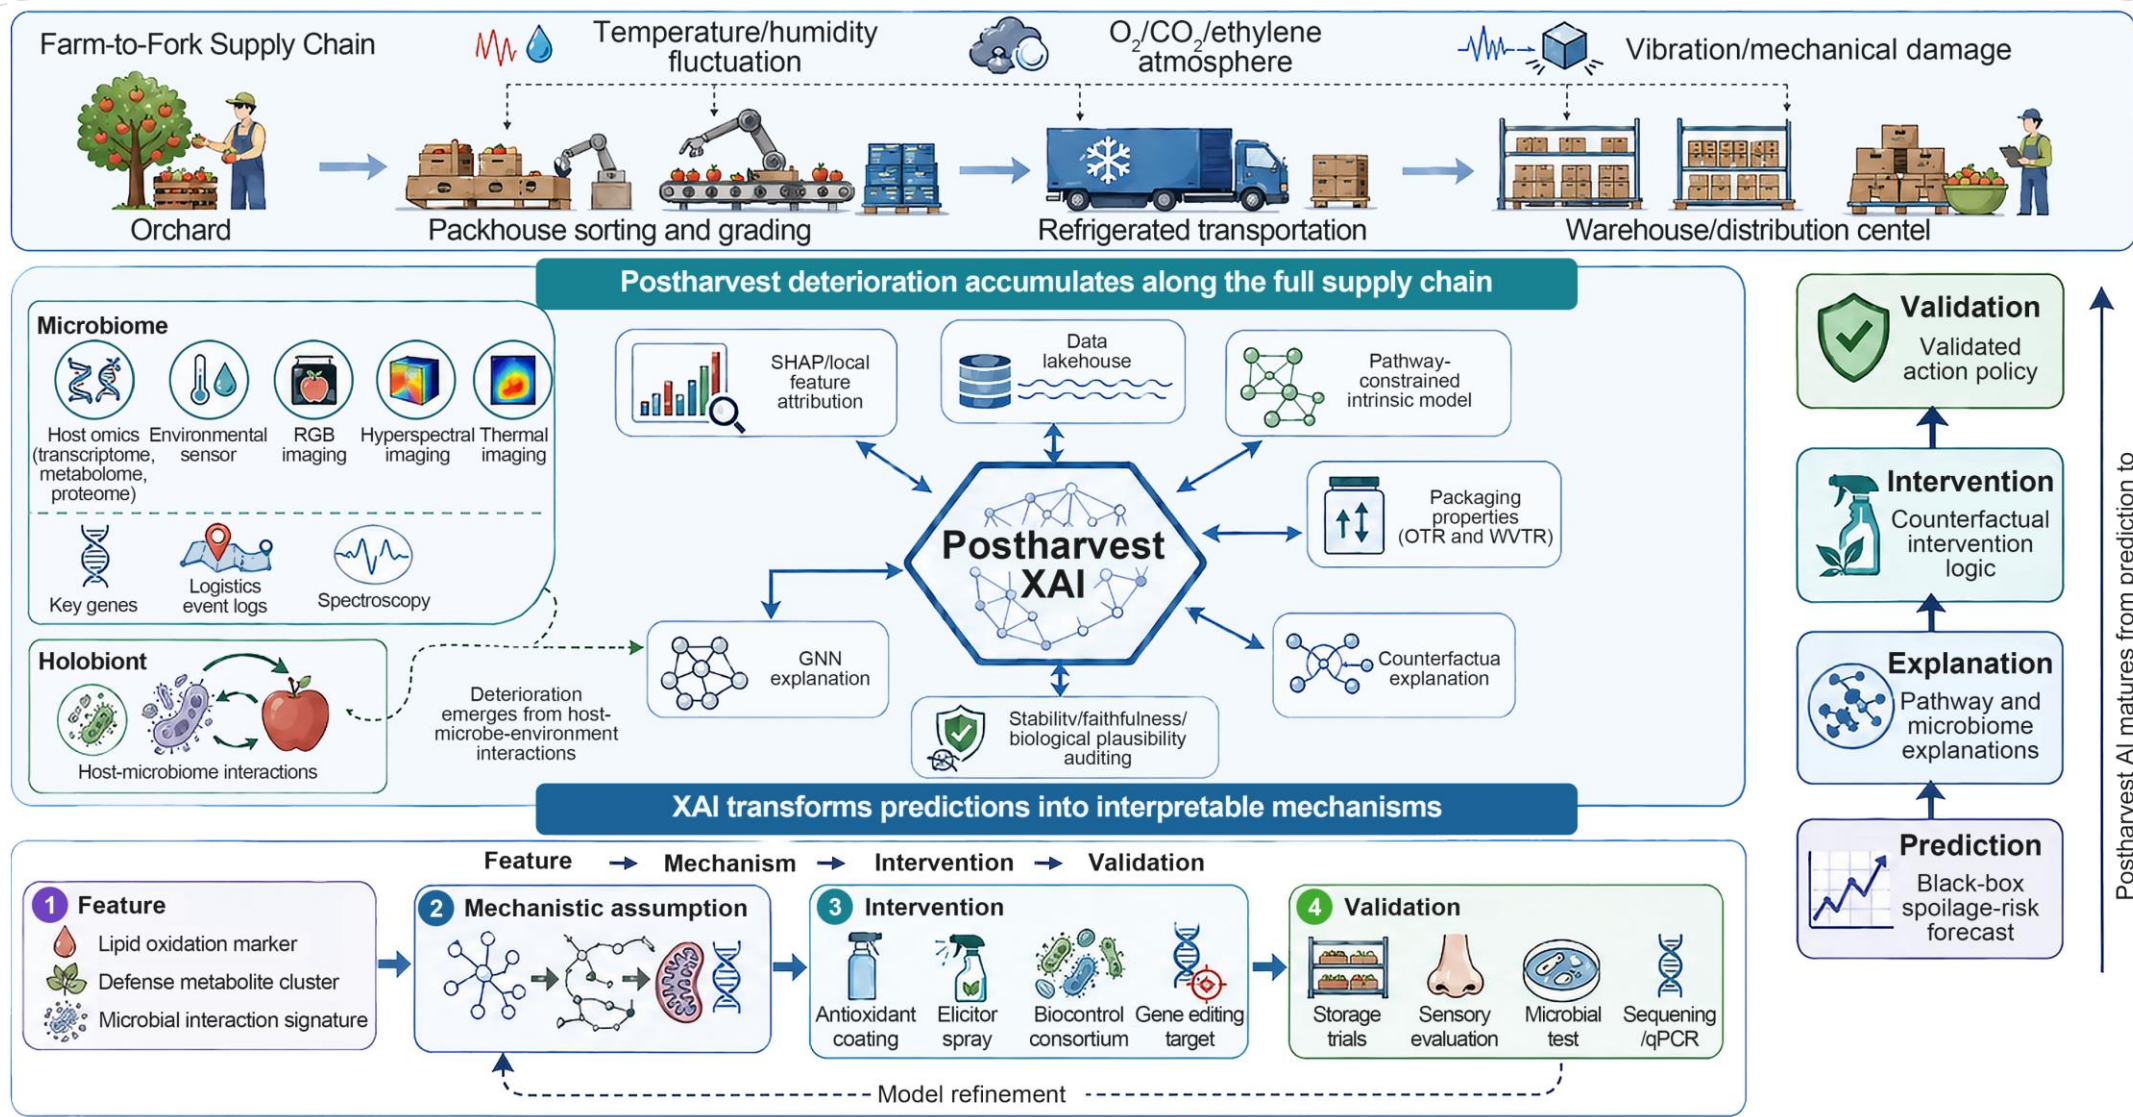 Farm-to-Fork Supply Chain
Temperature/humidity
fluctuation
O₂/CO₂/ethylene
atmosphere
Vibration/mechanical damage
Orchard
Packhouse sorting and grading
Refrigerated transportation
Warehouse/distribution centel
Postharvest deterioration accumulates along the full supply chain
Microbiome
Host omics
(transcriptome,
metabolome,
proteome)
Environmental
sensor
RGB
imaging
Hyperspectral
imaging
Thermal
imaging
Key genes
Logistics
event logs
Spectroscopy
Holobiont
Host-microbiome interactions
Deterioration
emerges from host-
microbe-environment
interactions
SHAP/local
feature
attribution
Data
lakehouse
Pathway-
constrained
intrinsic model
Packaging
properties
(OTR and WVTR)
Postharvest
XAI
GNN
explanation
Counterfactua
explanation
Stabilitv/faithfulness/
biological plausibility
auditing
XAI transforms predictions into interpretable mechanisms
Feature → Mechanism → Intervention → Validation
1 Feature
Lipid oxidation marker
Defense metabolite cluster
Microbial interaction signature
2 Mechanistic assumption
3 Intervention
Antioxidant
coating
Elicitor
spray
Biocontrol
consortium
Gene editing
target
4 Validation
Storage
trials
Sensory
evaluation
Microbial
test
Sequening
/qPCR
Model refinement
Validation
Validated
action policy
Intervention
Counterfactual
intervention
logic
Explanation
Pathway and
microbiome
explanations
Prediction
Black-box
spoilage-risk
forecast
Postharvest AI matures from prediction to